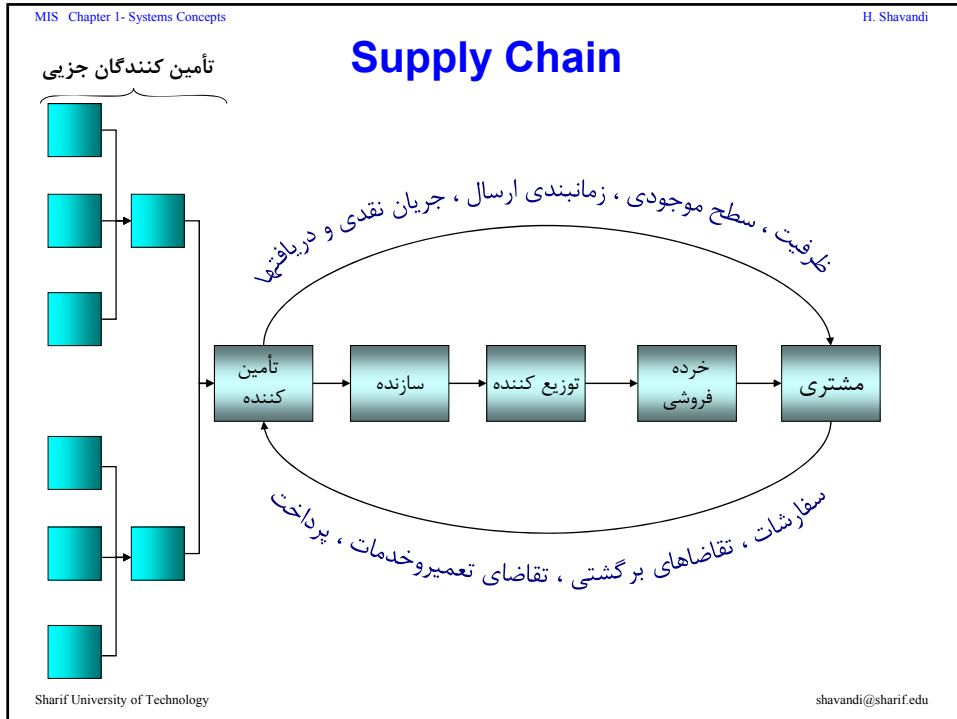 MIS Chapter 1- Systems Concepts
H. Shavandi
Supply Chain
تأمین کنندگان جزیی
ظرفیت ، سطح موجودی ، زمانبندی ارسال ، جریان نقدی و دریافتها
تأمین
کننده
سازنده
توزیع کننده
خرده
فروشی
مشتری
سفارشات ، تقاضاهای برگشتی ، تقاضای تعمیروخدمات ، پرداخت
Sharif University of Technology
shavandi@sharif.edu